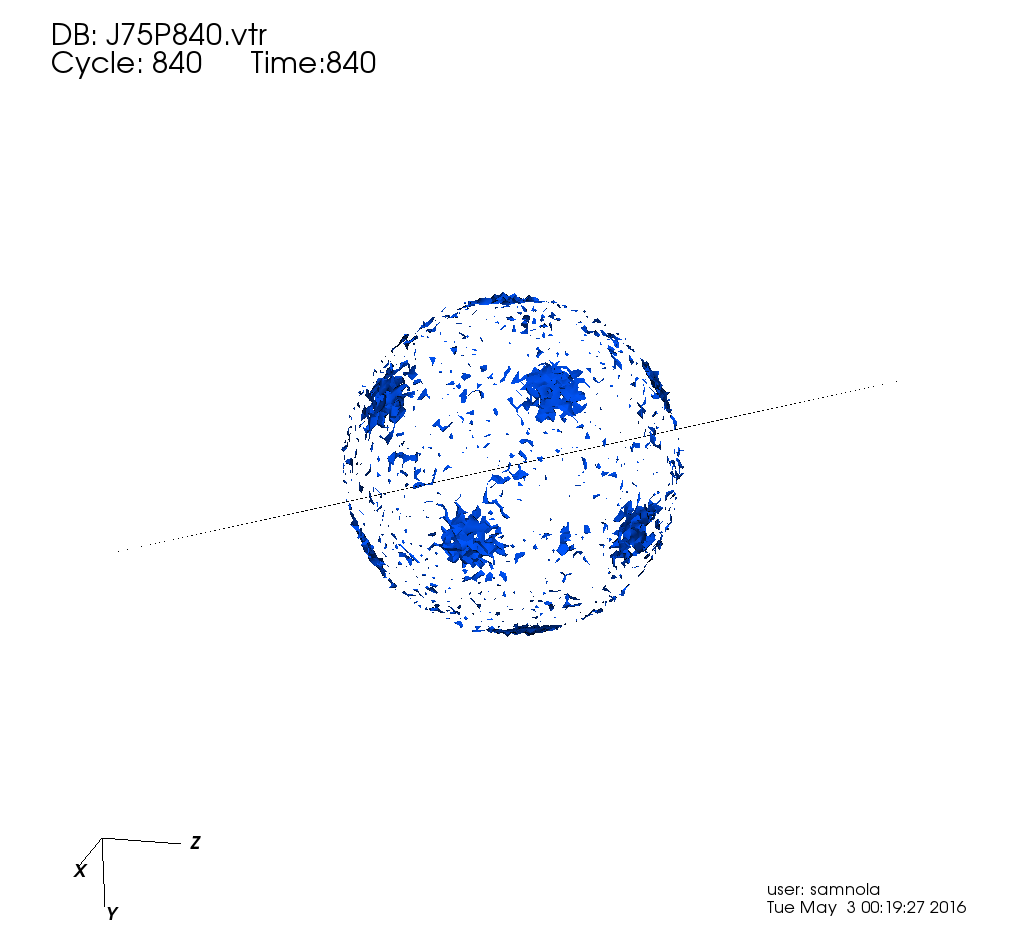 DB: J75P840.vtr
Cycle: 840 Time:840
Z
X
Y
user: samnola
Tue May 3 00:19:27 2016